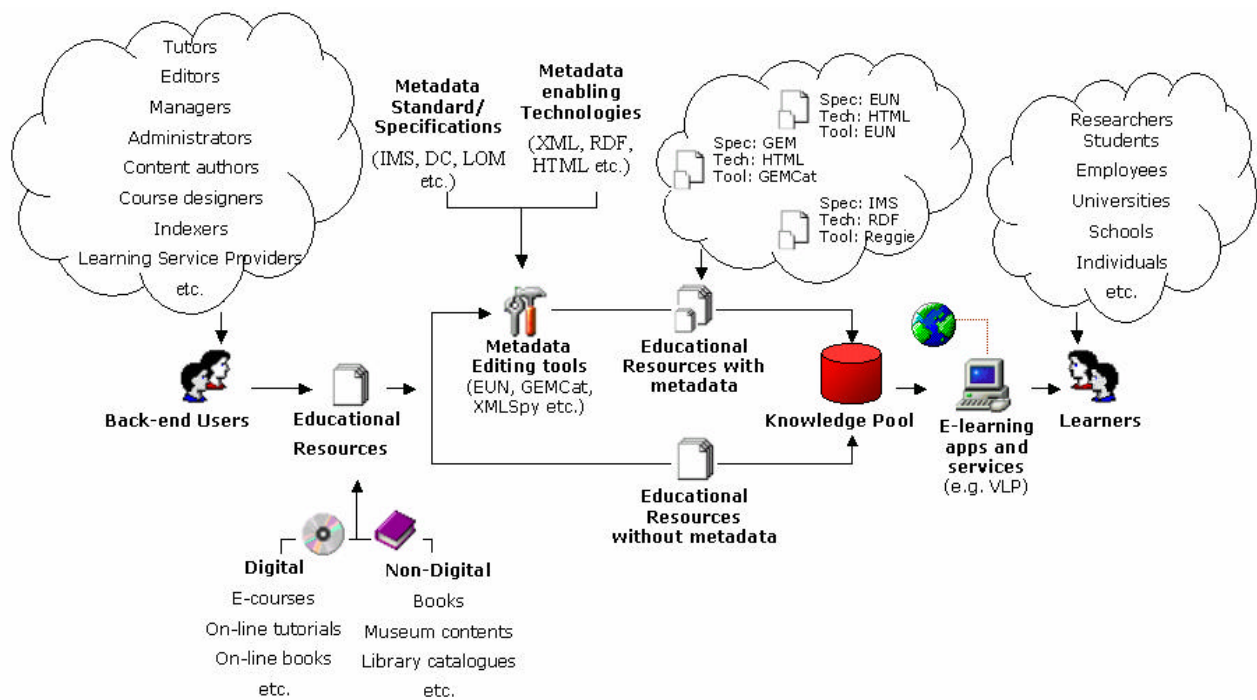 Tutors
Editors
Managers
Administrators
Content authors
Course designers
Indexers
Learning Service Providers
etc.
Metadata
Standard/
Specifications
(IMS, DC, LOM
etc.)
Metadata
enabling
Technologies
(XML, RDF,
HTML etc.)
Spec: EUN
Tech: HTML
Tool: EUN
Spec: GEM
Tech: HTML
Tool: GEMCat
Spec: IMS
Tech: RDF
Tool: Reggie
Researchers
Students
Employees
Universities
Schools
Individuals
etc.
Back-end Users
Educational
Resources
Metadata
Editing tools
(EUN, GEMCat,
XMLSpy etc.)
Educational
Resources with
metadata
Knowledge Pool
E-learning
apps and
services
(e.g. VLP)
Learners
Educational
Resources
without metadata
Digital
E-courses
On-line tutorials
On-line books
etc.
Non-Digital
Books
Museum contents
Library catalogues
etc.